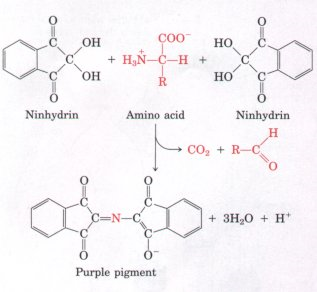 O O
C OH COO⁻ HO C
C + H₃N⁺—C—H + C
C OH R HO C
O O
Ninhydrin Amino acid Ninhydrin
H
CO₂ + R—C
O
O O
C C
C=N—C + 3H₂O + H⁺
C C
O O⁻
Purple pigment